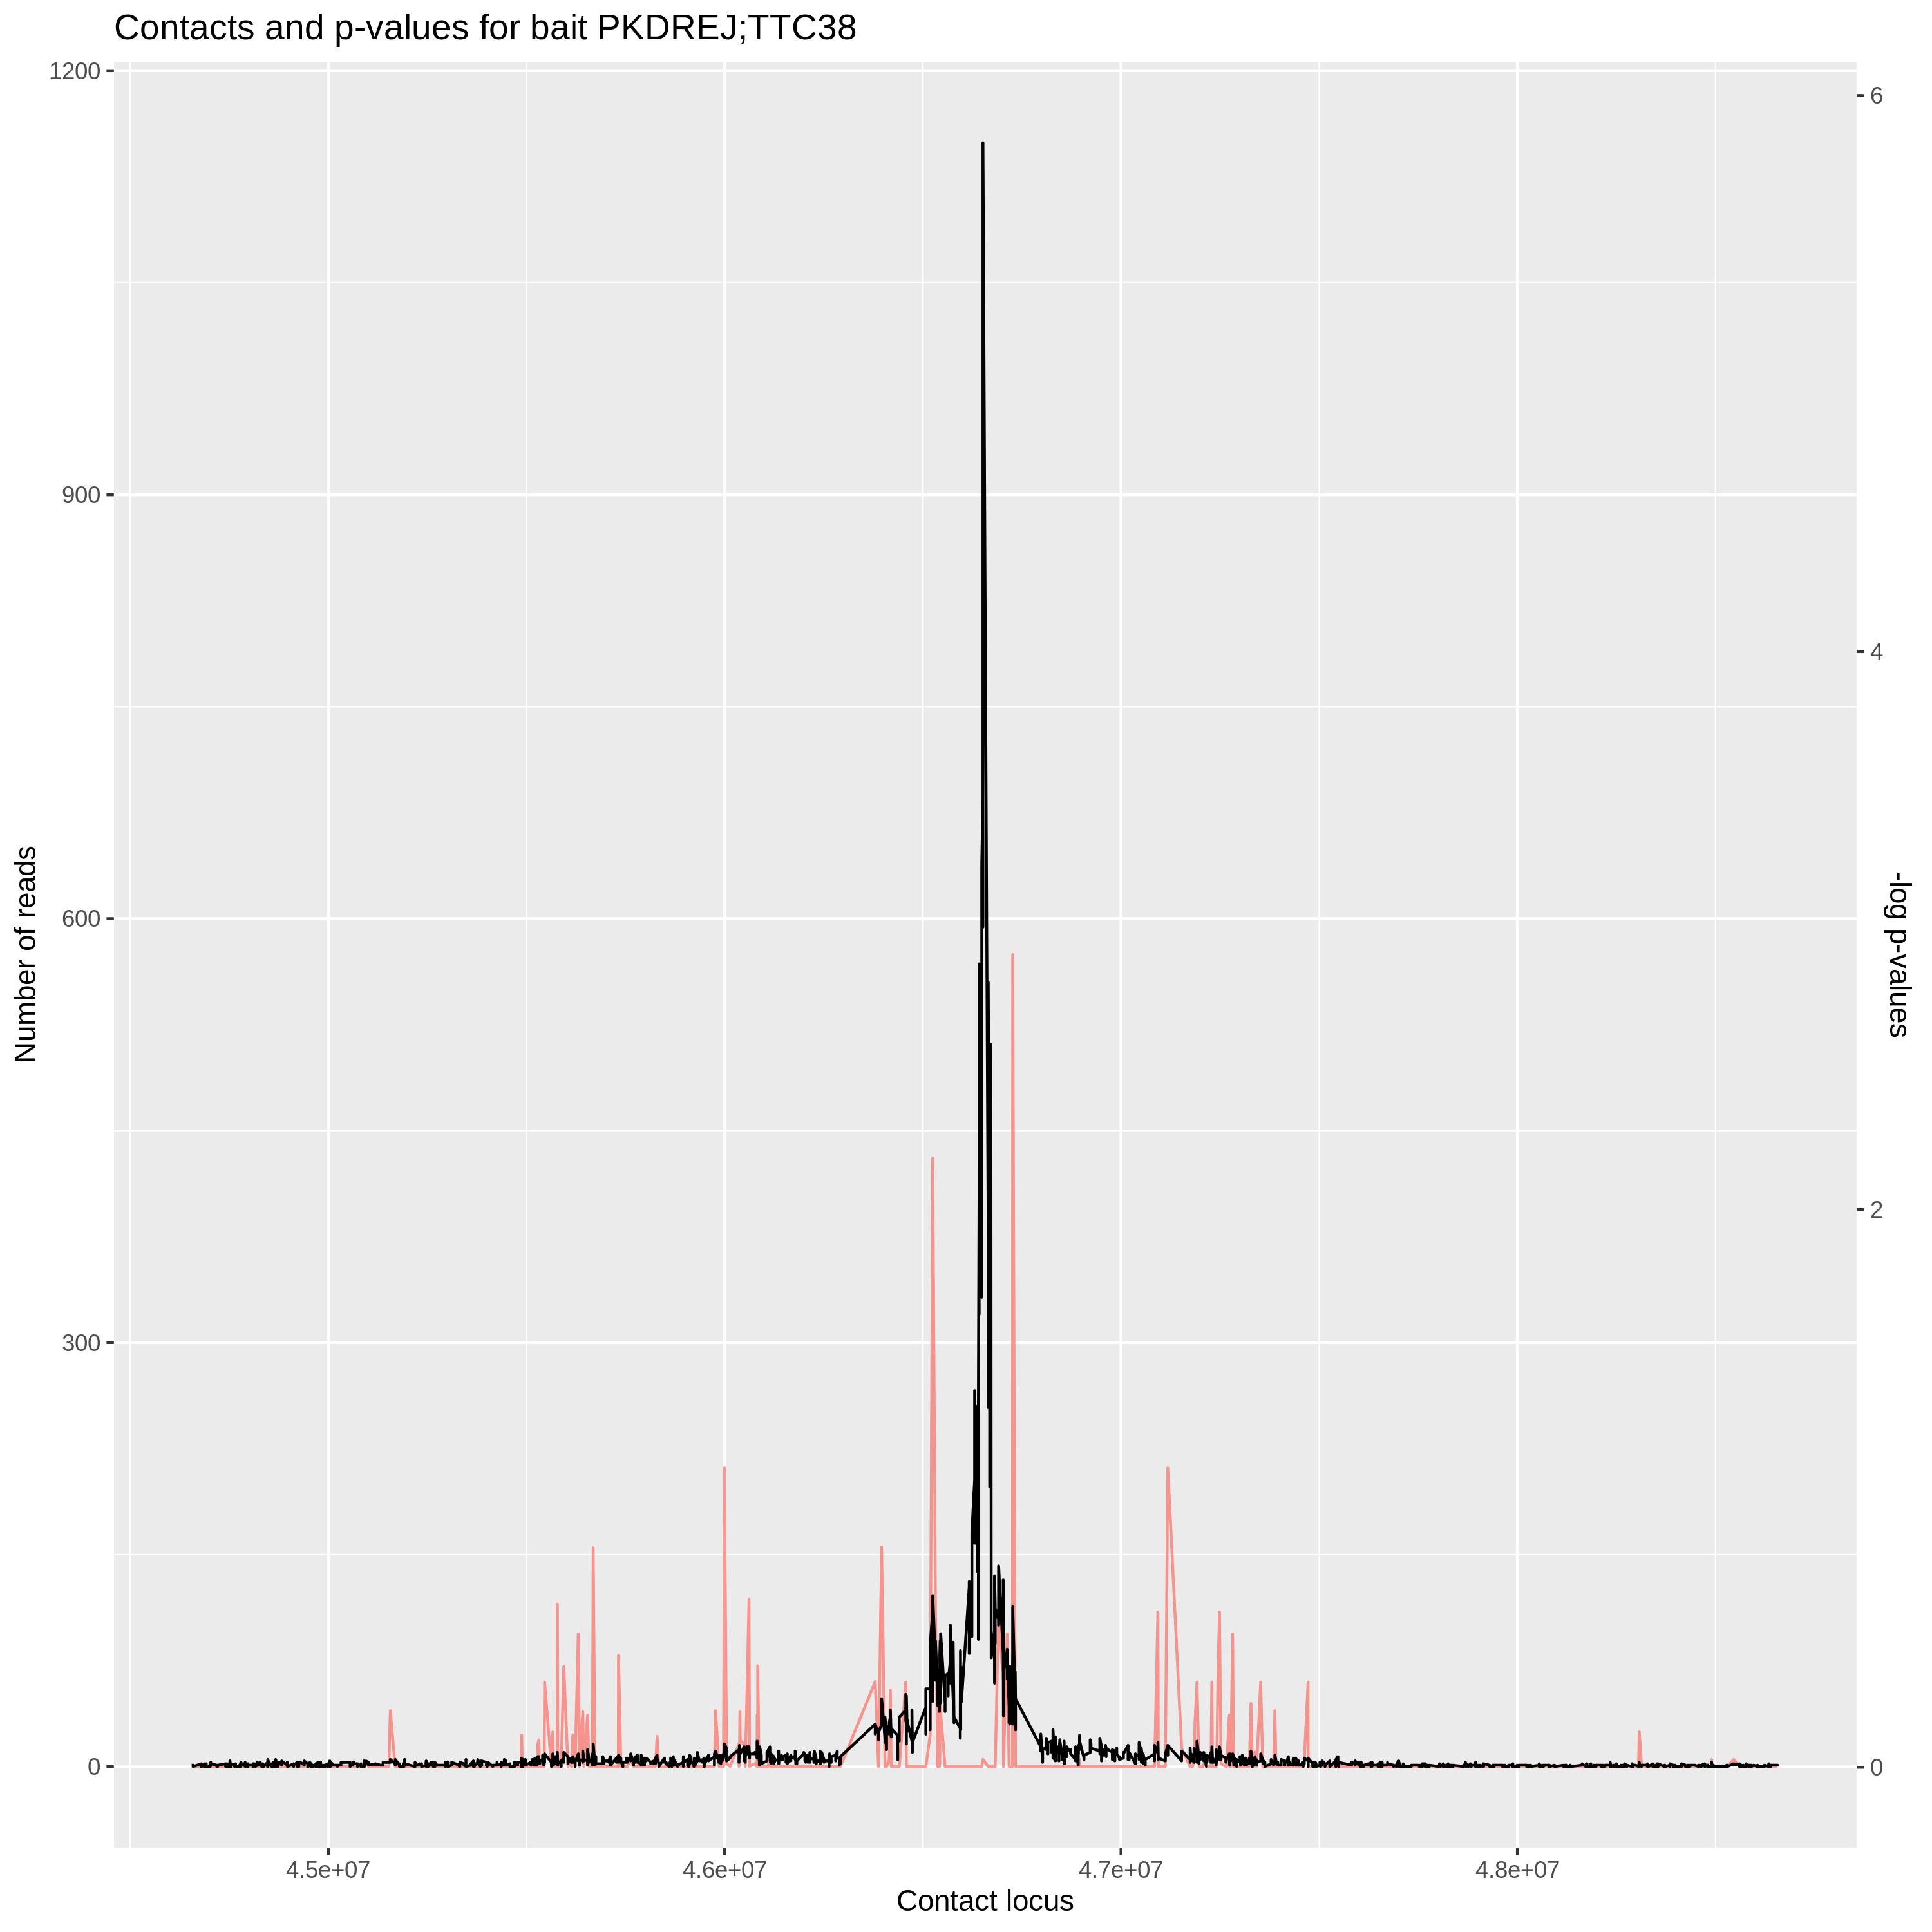 Contacts and p-values for bait PKDREJ;TTC38
1200
900
600
300
0
Number of reads
6
4
2
0
-log p-values
4.5e+07
4.6e+07
4.7e+07
4.8e+07
Contact locus